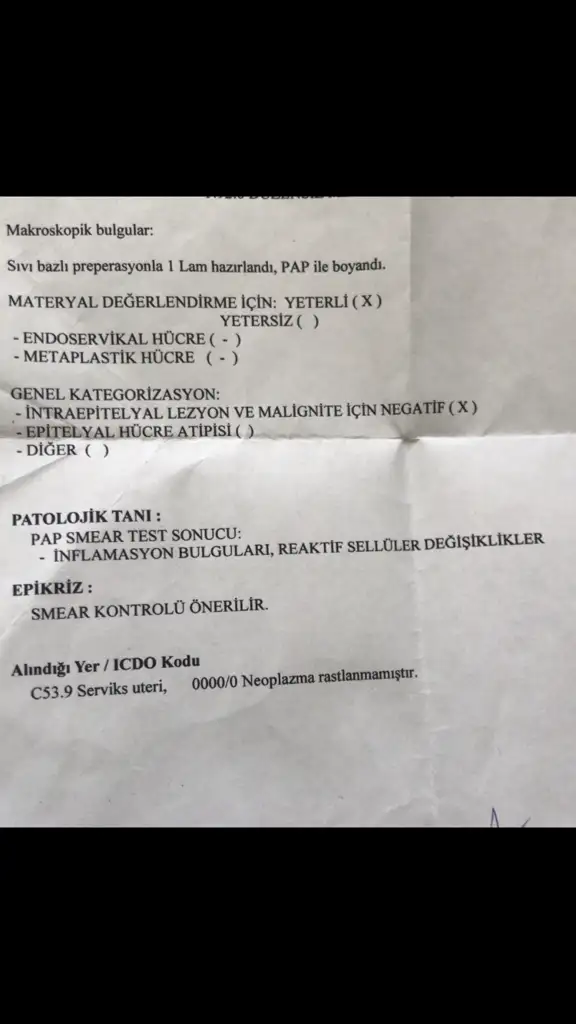 Makroskopik bulgular:
Sıvı bazlı preperasyonla 1 Lam hazırlandı, PAP ile boyandı.
MATERYAL DEĞERLENDİRME İÇİN: YETERLİ ( X )
YETERSİZ ( )
- ENDOSERVİKAL HÜCRE ( - )
- METAPLASTİK HÜCRE ( - )
GENEL KATEGORİZASYON:
- İNTRAEPİTELYAL LEZYON VE MALİGNİTE İÇİN NEGATİF ( X )
- EPİTELYAL HÜCRE ATİPİSİ ( )
- DİĞER ( )
PATOLOJİK TANI :
PAP SMEAR TEST SONUCU:
- İNFLAMASYON BULGULARI, REAKTİF SELLÜLER DEĞİŞİKLİKLER
EPİKRİZ :
SMEAR KONTROLÜ ÖNERİLİR.
Alındığı Yer / ICDO Kodu
C53.9 Serviks uteri, 0000/0 Neoplazma rastlanmamıştır.